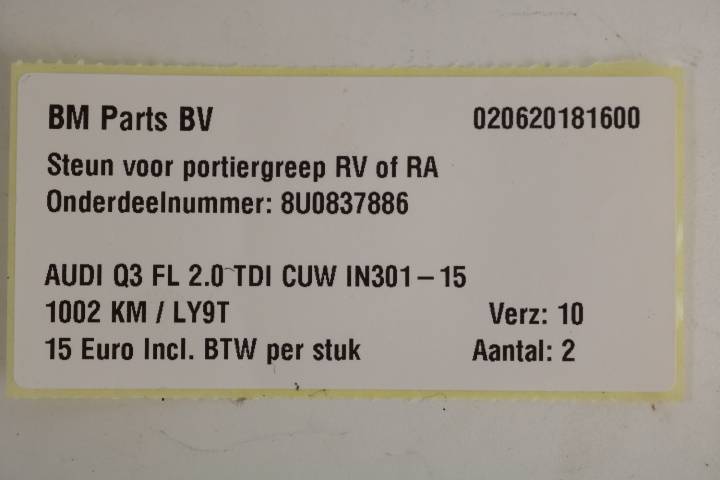 BM Parts BV 020620181600
Steun voor portiergreep RV of RA
Onderdeelnummer: 8U0837886
AUDI Q3 FL 2.0 TDI CUW IN301-15
1002 KM / LY9T Verz: 10
15 Euro Incl. BTW per stuk Aantal: 2